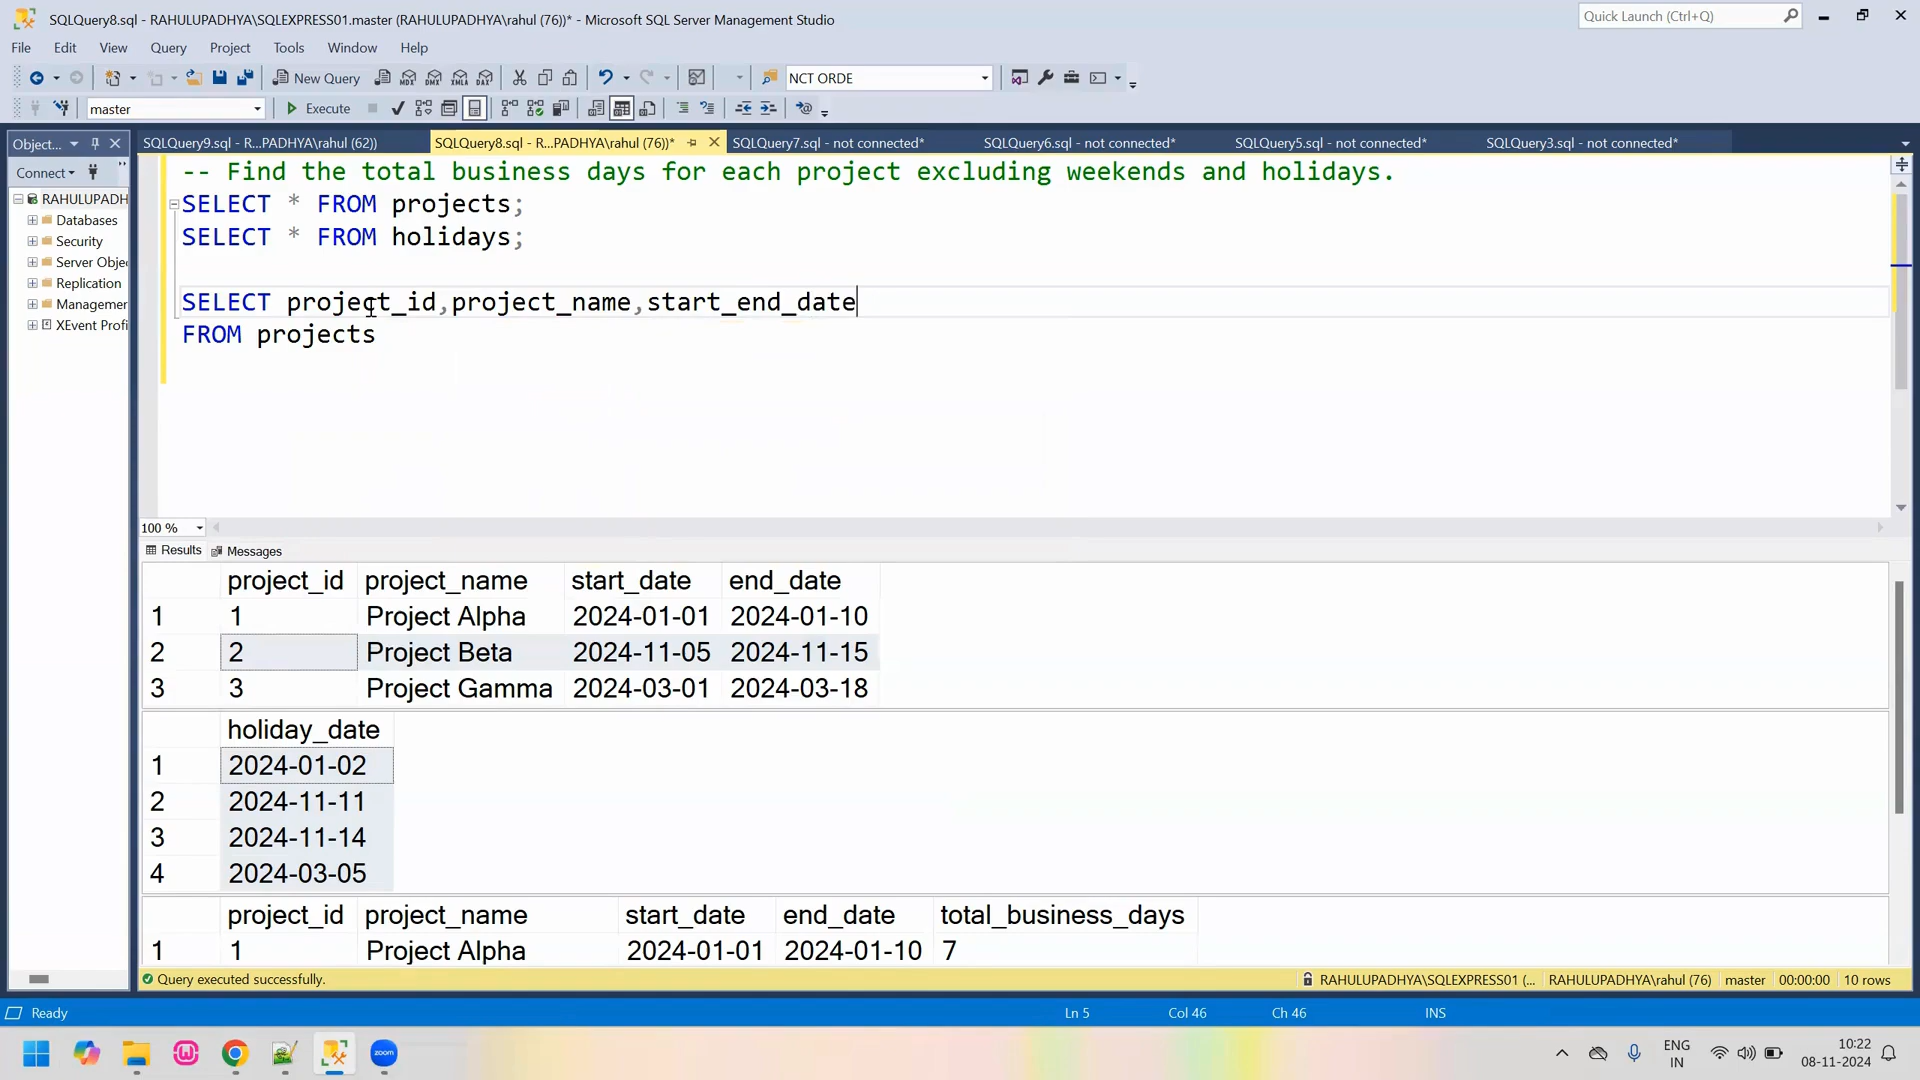 SQLQuery8.sql - RAHULUPADHYA\SQLEXPRESS01.master (RAHULUPADHYA\rahul (76))* - Microsoft SQL Server Management Studio
Quick Launch (Ctrl+Q)
File Edit View Query Project Tools Window Help
New Query
MDX DMX XMLA DAX
NCT ORDE
master
Execute
Object...
SQLQuery9.sql - R...PADHYA\rahul (62))
SQLQuery8.sql - R...PADHYA\rahul (76))*
SQLQuery7.sql - not connected*
SQLQuery6.sql - not connected*
SQLQuery5.sql - not connected*
SQLQuery3.sql - not connected*
Connect
RAHULUPADH
Databases
Security
Server Obje
Replication
Managemer
XEvent Profi
-- Find the total business days for each project excluding weekends and holidays.
SELECT * FROM projects;
SELECT * FROM holidays;
SELECT project_id,project_name,start_end_date
FROM projects
100 %
Results Messages
project_id project_name start_date end_date
1 1 Project Alpha 2024-01-01 2024-01-10
2 2 Project Beta 2024-11-05 2024-11-15
3 3 Project Gamma 2024-03-01 2024-03-18
holiday_date
1 2024-01-02
2 2024-11-11
3 2024-11-14
4 2024-03-05
project_id project_name start_date end_date total_business_days
1 1 Project Alpha 2024-01-01 2024-01-10 7
Query executed successfully.
RAHULUPADHYA\SQLEXPRESS01 (... RAHULUPADHYA\rahul (76) master 00:00:00 10 rows
Ready
Ln 5 Col 46 Ch 46 INS
zoom
ENG
IN
10:22
08-11-2024